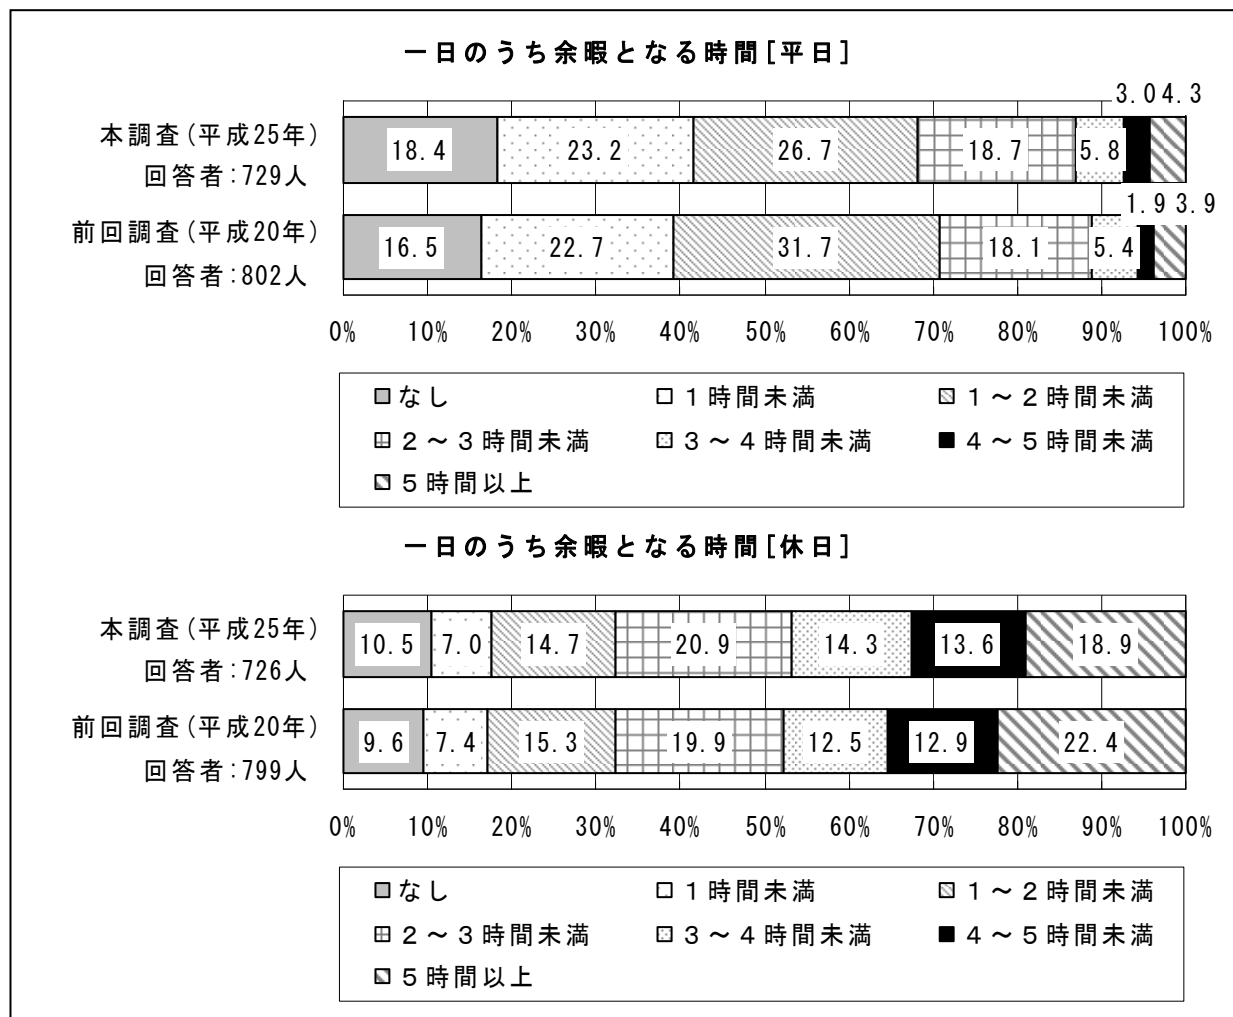 一日のうち余暇となる時間[平日]
3.0 4.3
本調査(平成25年)
18.4 23.2 26.7 18.7 5.8
回答者:729人
1.9 3.9
前回調査(平成20年)
16.5 22.7 31.7 18.1 5.4
回答者:802人
0% 10% 20% 30% 40% 50% 60% 70% 80% 90% 100%
なし 1時間未満 1～2時間未満
2～3時間未満 3～4時間未満 4～5時間未満
5時間以上
一日のうち余暇となる時間[休日]
本調査(平成25年)
10.5 7.0 14.7 20.9 14.3 13.6 18.9
回答者:726人
前回調査(平成20年)
9.6 7.4 15.3 19.9 12.5 12.9 22.4
回答者:799人
0% 10% 20% 30% 40% 50% 60% 70% 80% 90% 100%
なし 1時間未満 1～2時間未満
2～3時間未満 3～4時間未満 4～5時間未満
5時間以上